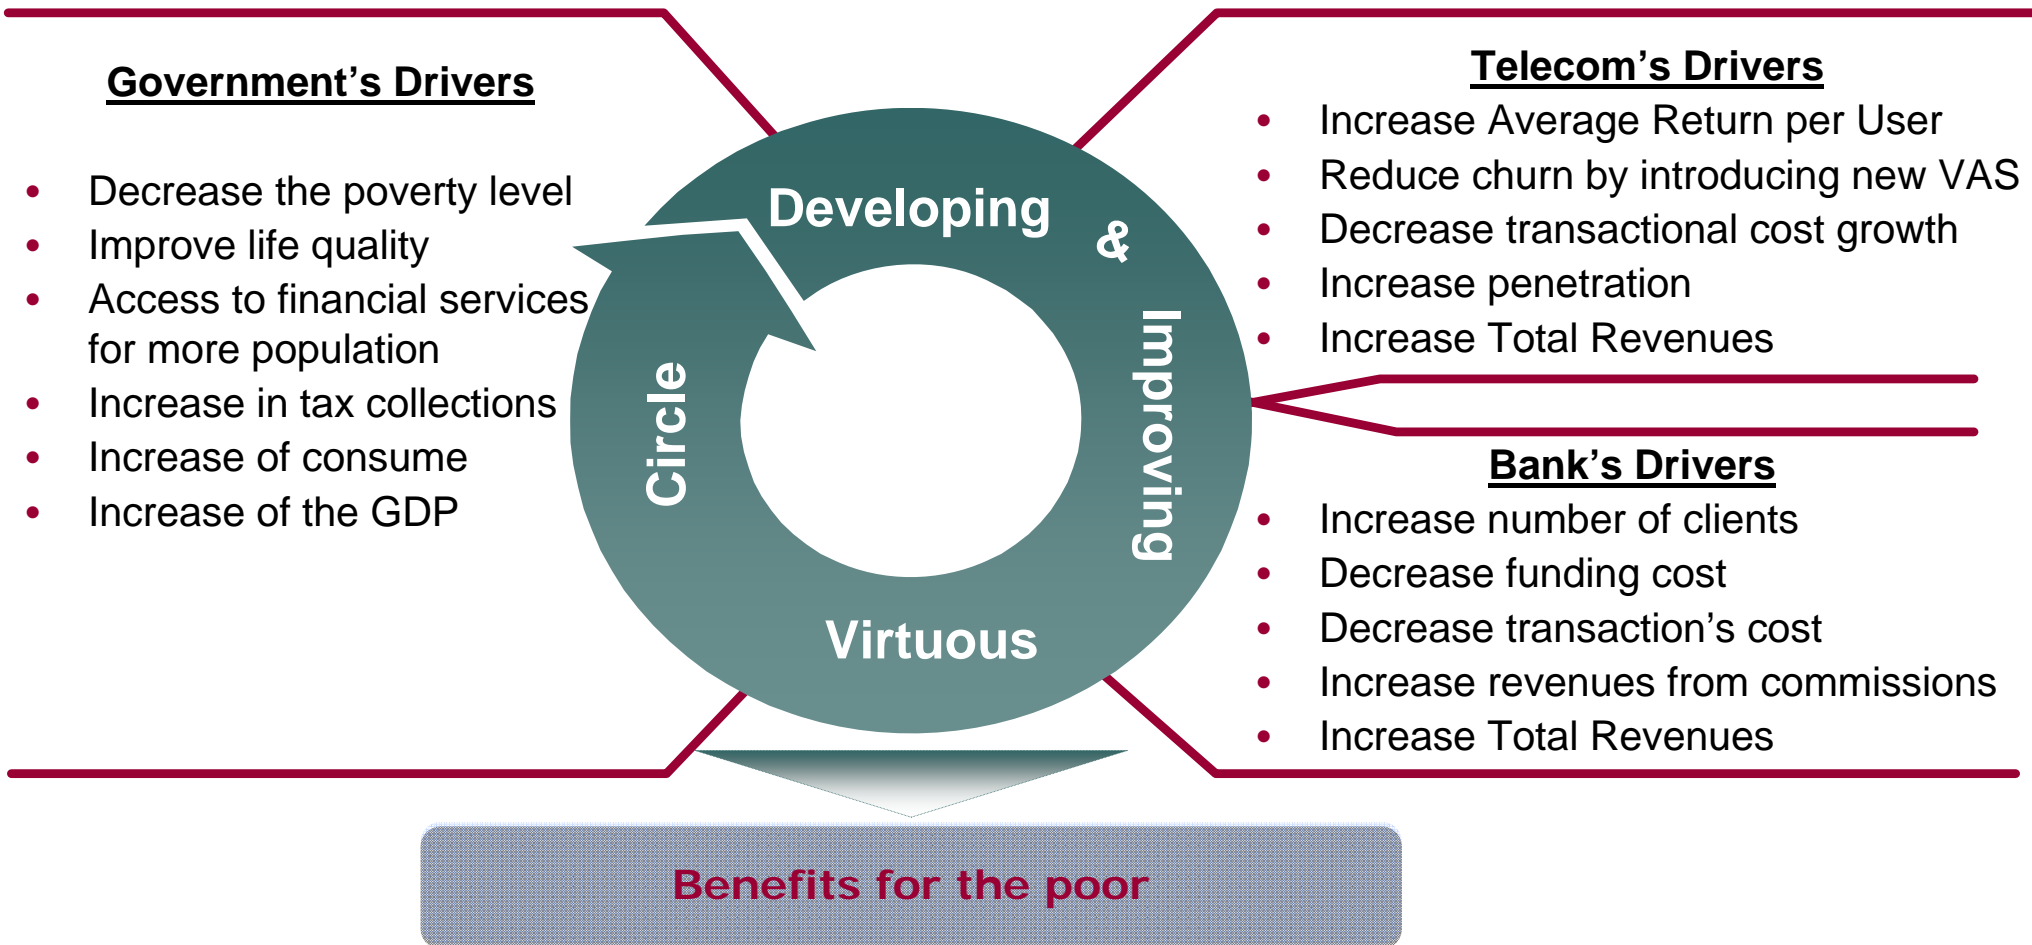 Government’s Drivers
• Decrease the poverty level
• Improve life quality
• Access to financial services
for more population
• Increase in tax collections
• Increase of consume
• Increase of the GDP
Developing
&
Improving
Virtuous
Circle
Telecom’s Drivers
• Increase Average Return per User
• Reduce churn by introducing new VAS
• Decrease transactional cost growth
• Increase penetration
• Increase Total Revenues
Bank’s Drivers
• Increase number of clients
• Decrease funding cost
• Decrease transaction’s cost
• Increase revenues from commissions
• Increase Total Revenues
Benefits for the poor